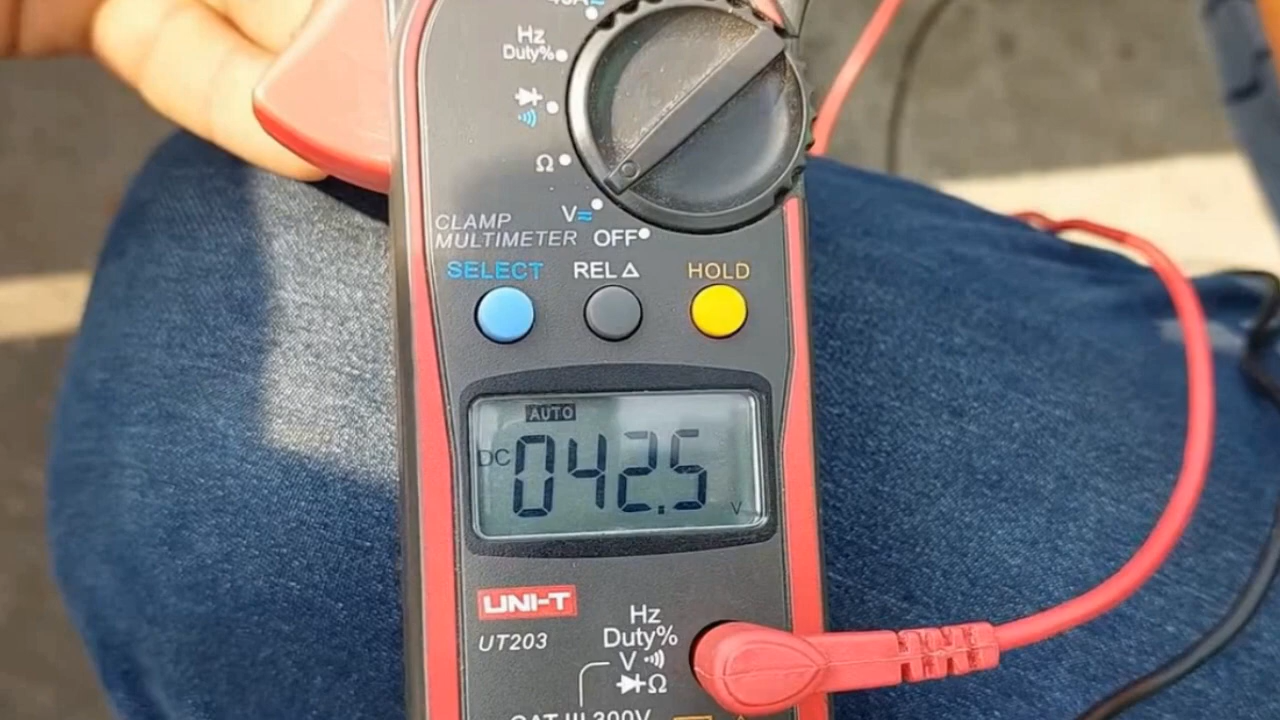 Hz
Duty%
Ω
V
CLAMP
MULTIMETER
OFF
SELECT REL △ HOLD
AUTO
DC 042.5 V
UNI-T
UT203
Hz
Duty%
V
Ω
CAT III 300V